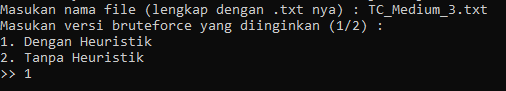 Masukan nama file (lengkap dengan .txt nya) : TC_Medium_3.txt
Masukan versi bruteforce yang diinginkan (1/2) :
1. Dengan Heuristik
2. Tanpa Heuristik
>> 1